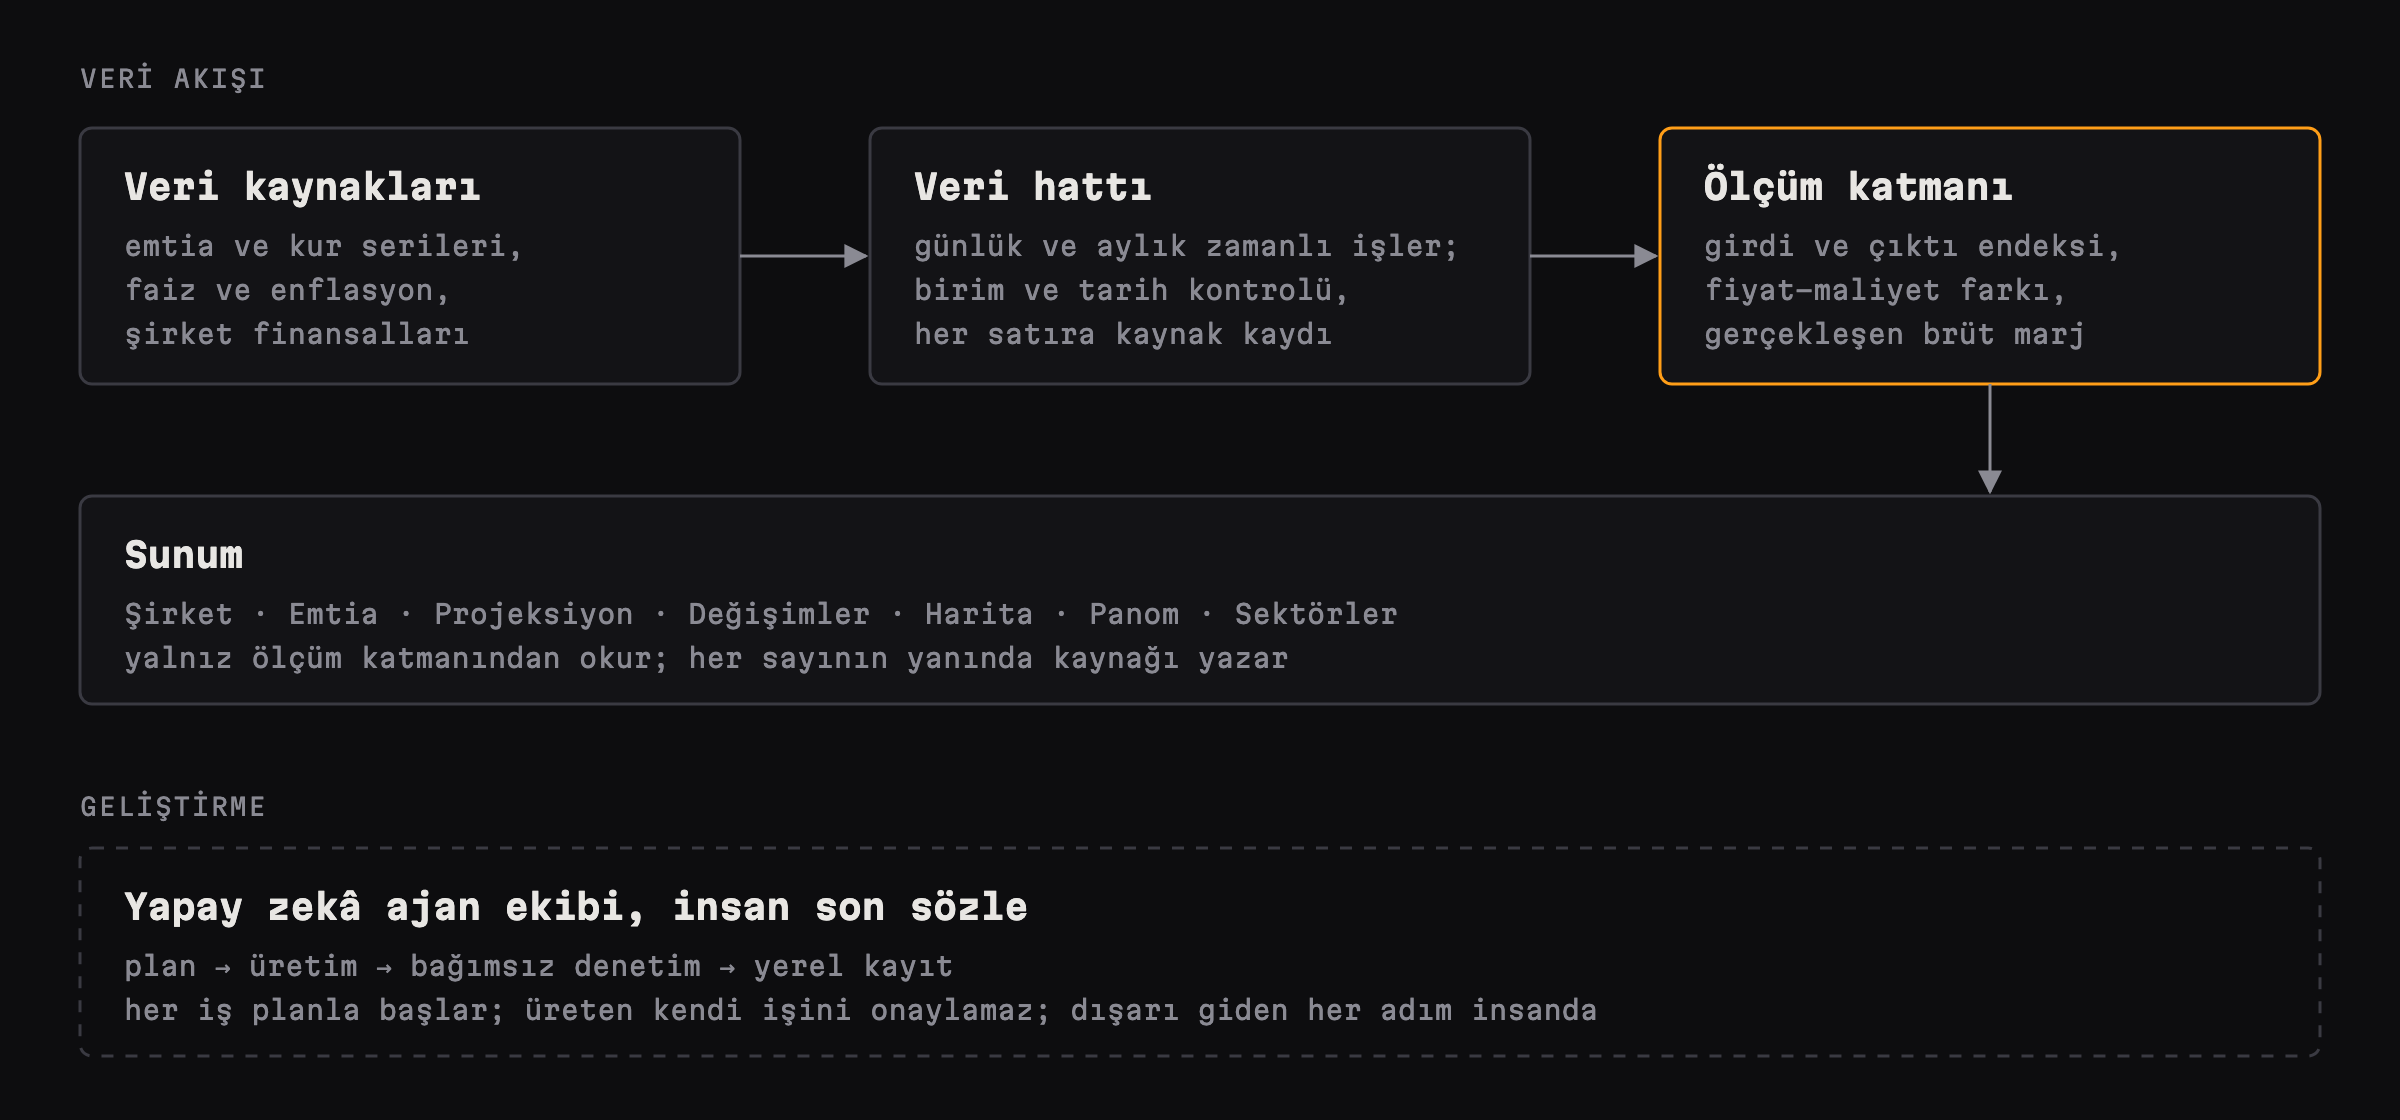 VERİ AKIŞI
Veri kaynakları
emtia ve kur serileri,
faiz ve enflasyon,
şirket finansalları
Veri hattı
günlük ve aylık zamanlı işler;
birim ve tarih kontrolü,
her satıra kaynak kaydı
Ölçüm katmanı
girdi ve çıktı endeksi,
fiyat–maliyet farkı,
gerçekleşen brüt marj
Sunum
Şirket · Emtia · Projeksiyon · Değişimler · Harita · Panom · Sektörler
yalnız ölçüm katmanından okur; her sayının yanında kaynağı yazar
GELİŞTİRME
Yapay zekâ ajan ekibi, insan son sözle
plan → üretim → bağımsız denetim → yerel kayıt
her iş planla başlar; üreten kendi işini onaylamaz; dışarı giden her adım insanda